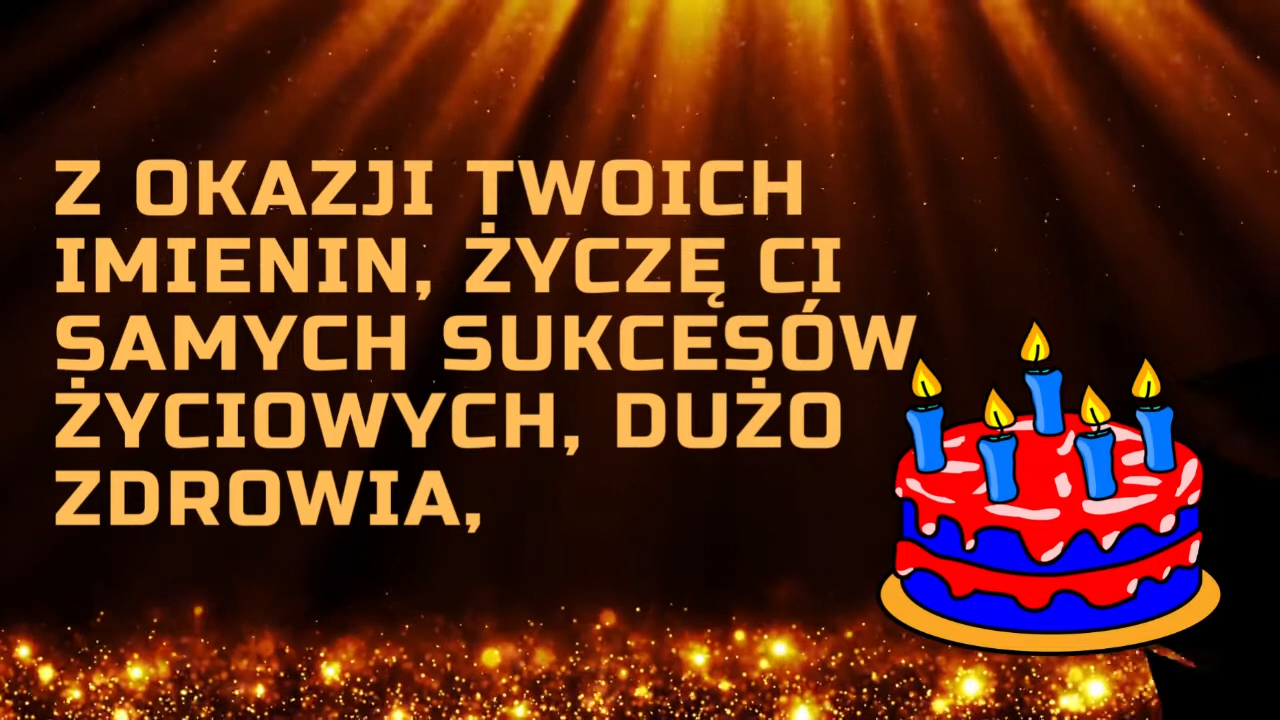 Z OKAZJI TWOICH
IMIENIN, ŻYCZĘ CI
SAMYCH SUKCESÓW
ŻYCIOWYCH, DUŻO
ZDROWIA,